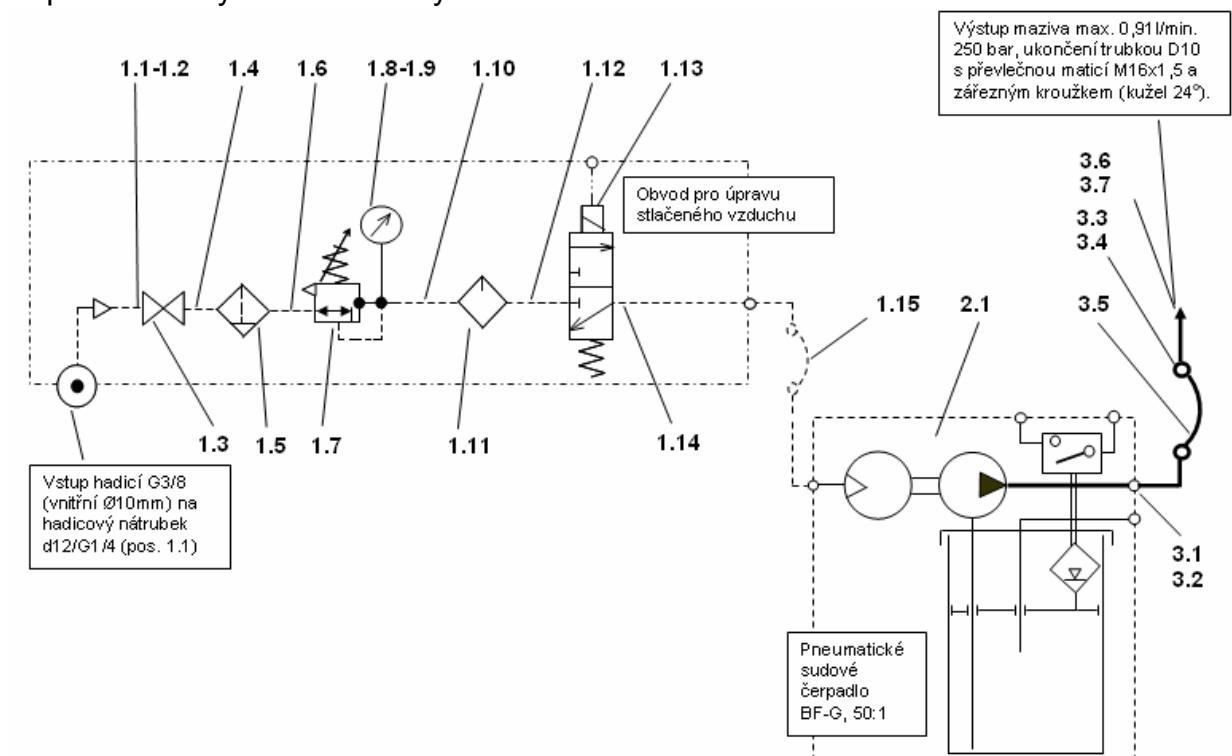 Výstup maziva max. 0,91l/min.
250 bar, ukončení trubkou D10
s převlečnou maticí M16x1,5 a
zářezným kroužkem (kužel 24°).
1.1-1.2
1.4
1.6
1.8-1.9
1.10
1.12
1.13
3.6
3.7
3.3
3.4
Obvod pro úpravu
stlačeného vzduchu
1.15
2.1
3.5
1.3
1.5
1.7
1.11
1.14
Vstup hadicí G3/8
(vnitřní Ø10mm) na
hadicový nátrubek
d12/G1/4 (pos. 1.1)
3.1
3.2
Pneumatické
sudové
čerpadlo
BF-G, 50:1